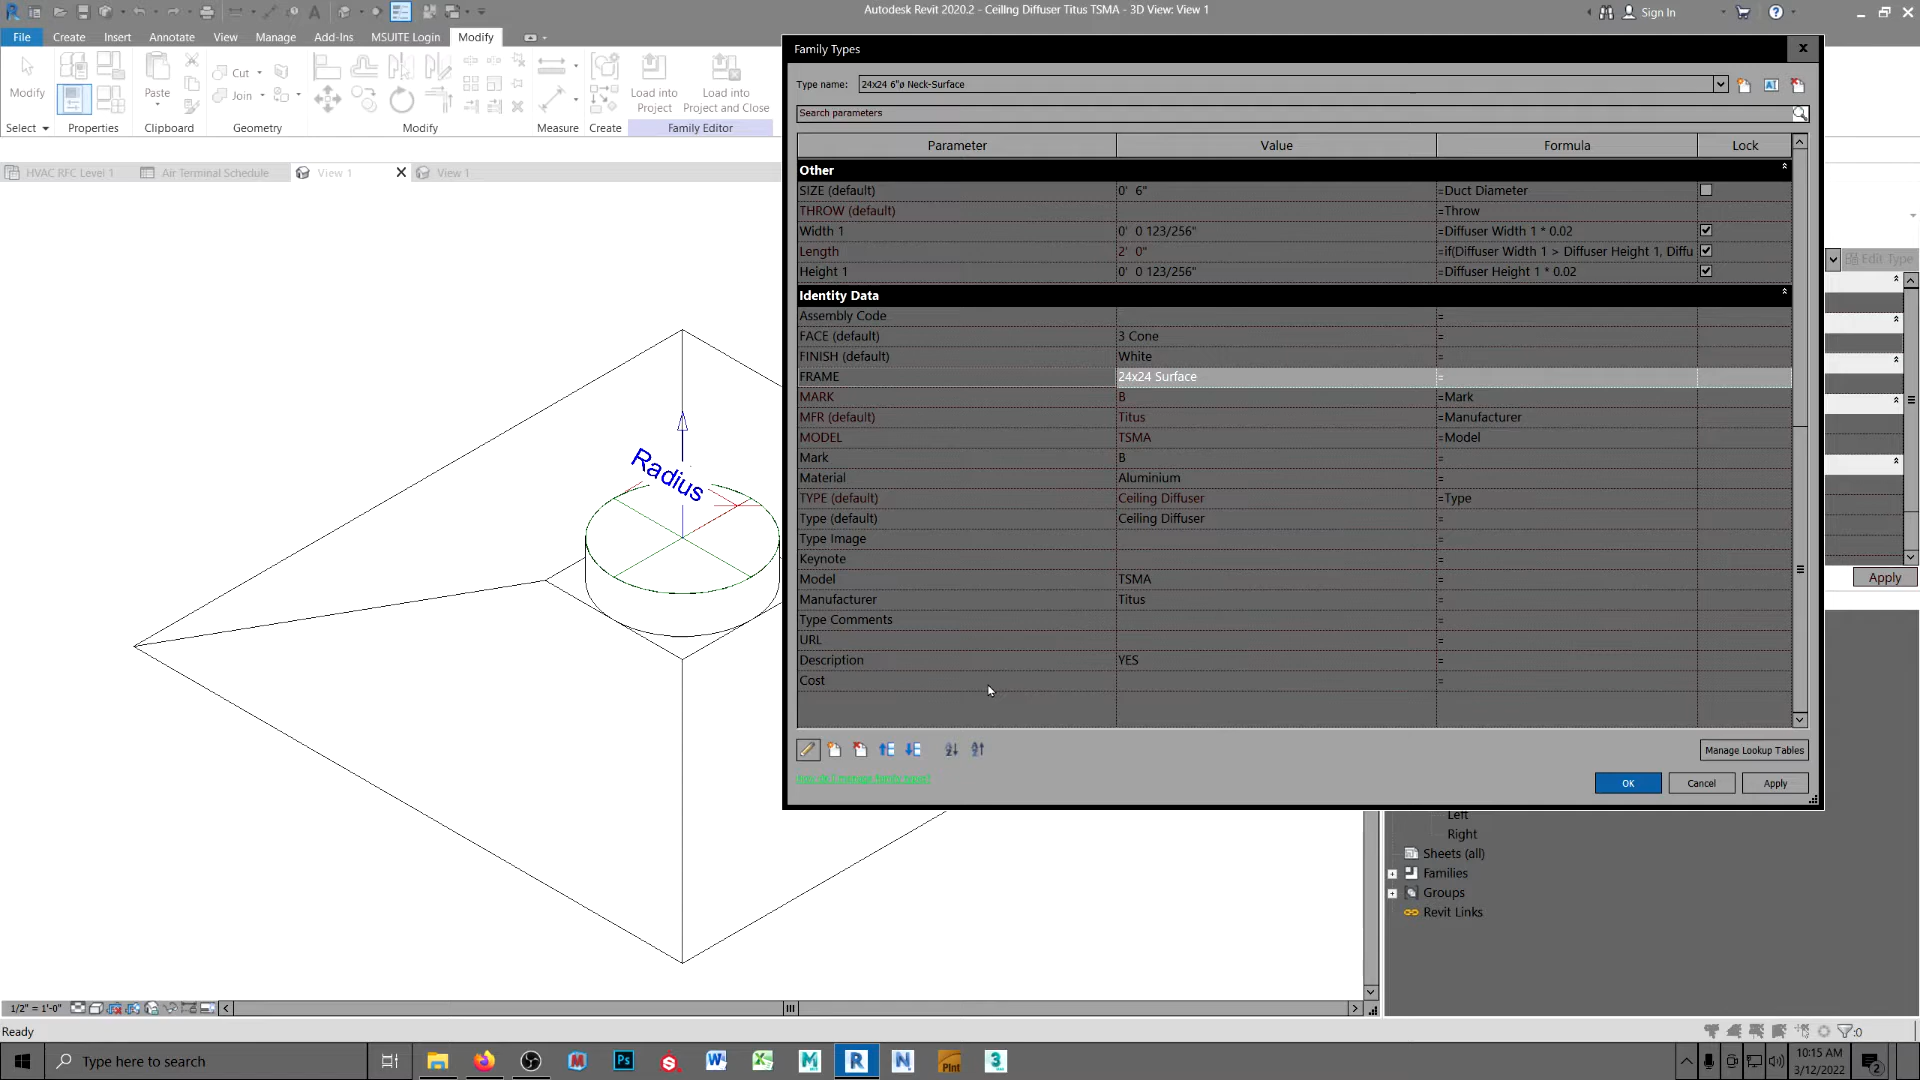 Autodesk Revit 2020.2 - Ceiling Diffuser Titus TSMA - 3D View: View 1
Sign In
File Create Insert Annotate View Manage Add-Ins MSUITE Login Modify
Modify
Paste
Cut
Join
Load into Project
Load into Project and Close
Select Properties Clipboard Geometry Modify Measure Create Family Editor
HVAC RFC Level 1 Air Terminal Schedule View 1 View 1
Family Types
Type name: 24x24 6"ø Neck-Surface
Search parameters
Parameter Value Formula Lock
Other
SIZE (default) 0' 6" =Duct Diameter
THROW (default) =Throw
Width 1 0' 0 123/256" =Diffuser Width 1 * 0.02
Length 2' 0" =if(Diffuser Width 1 > Diffuser Height 1, Diffu
Height 1 0' 0 123/256" =Diffuser Height 1 * 0.02
Identity Data
Assembly Code =
FACE (default) 3 Cone =
FINISH (default) White =
FRAME 24x24 Surface =
MARK B =Mark
MFR (default) Titus =Manufacturer
MODEL TSMA =Model
Mark B =
Material Aluminium =
TYPE (default) Ceiling Diffuser =Type
Type (default) Ceiling Diffuser =
Type Image =
Keynote =
Model TSMA =
Manufacturer Titus =
Type Comments =
URL =
Description YES =
Cost =
Manage Lookup Tables
How do I manage family types?
OK Cancel Apply
Radius
Edit Type
Apply
Left
Right
Sheets (all)
Families
Groups
Revit Links
1/2" = 1'-0"
Ready
:0
Type here to search
10:15 AM
3/12/2022
2